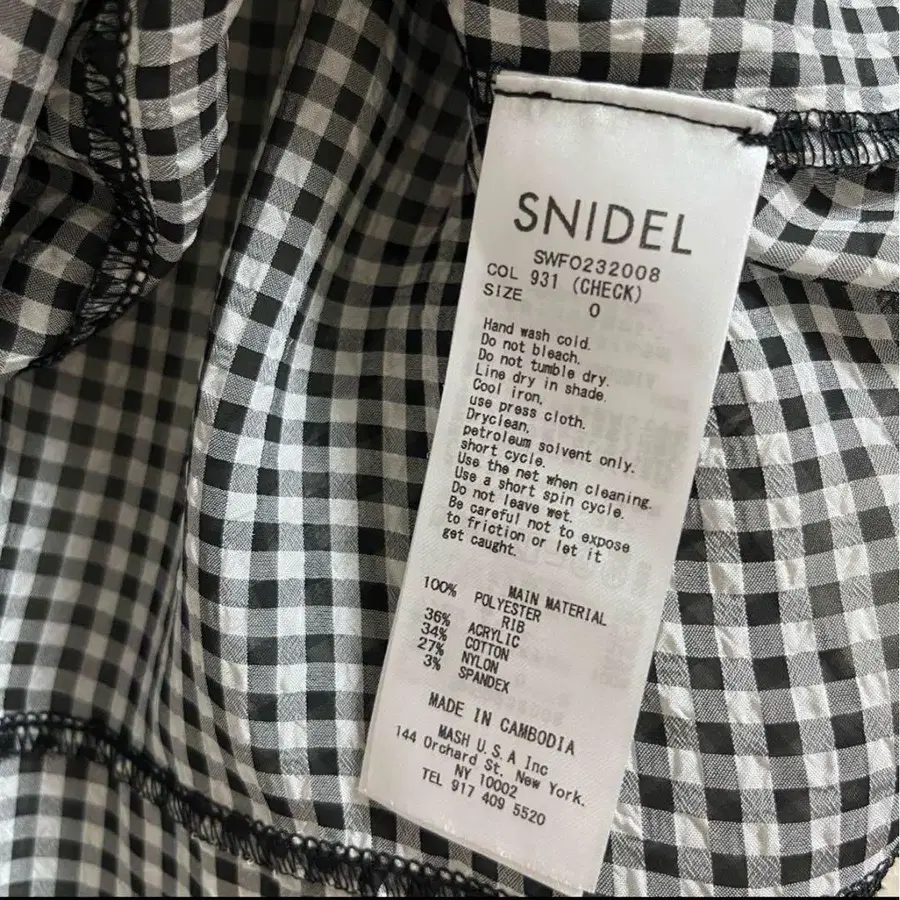 SNIDEL
SWFO232008
COL 931 (CHECK)
SIZE 0
Hand wash cold.
Do not bleach.
Do not tumble dry.
Line dry in shade.
Cool iron,
use press cloth.
Dryclean,
petroleum solvent only.
short cycle.
Use the net when cleaning.
Use a short spin cycle.
Do not leave wet.
Be careful not to expose
to friction or let it
get caught.
MAIN MATERIAL
100% POLYESTER
RIB
36% ACRYLIC
34% COTTON
27% NYLON
3% SPANDEX
MADE IN CAMBODIA
MASH U.S.A Inc
144 Orchard St. New York.
NY 10002
TEL 917 409 5520